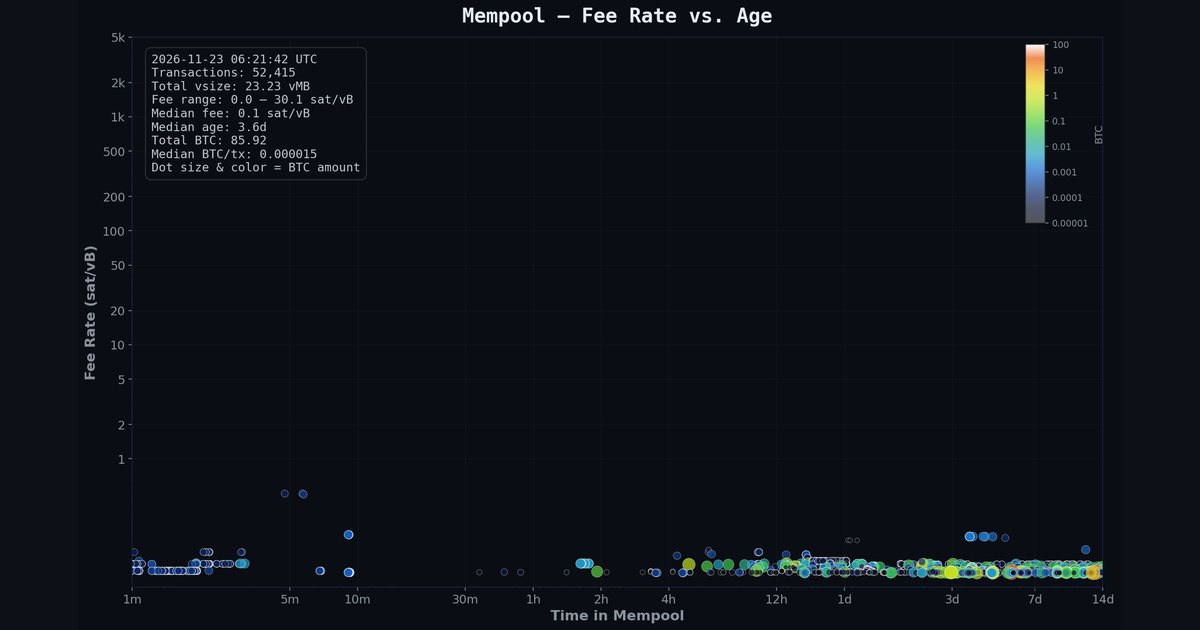 Mempool — Fee Rate vs. Age
2026-11-23 06:21:42 UTC
Transactions: 52,415
Total vsize: 23.23 vMB
Fee range: 0.0 — 30.1 sat/vB
Median fee: 0.1 sat/vB
Median age: 3.6d
Total BTC: 85.92
Median BTC/tx: 0.000015
Dot size & color = BTC amount
100
10
1
0.1
0.01
0.001
0.0001
0.00001
BTC
5k
2k
1k
500
200
100
50
20
10
5
2
1
Fee Rate (sat/vB)
1m 5m 10m 30m 1h 2h 4h 12h 1d 3d 7d 14d
Time in Mempool